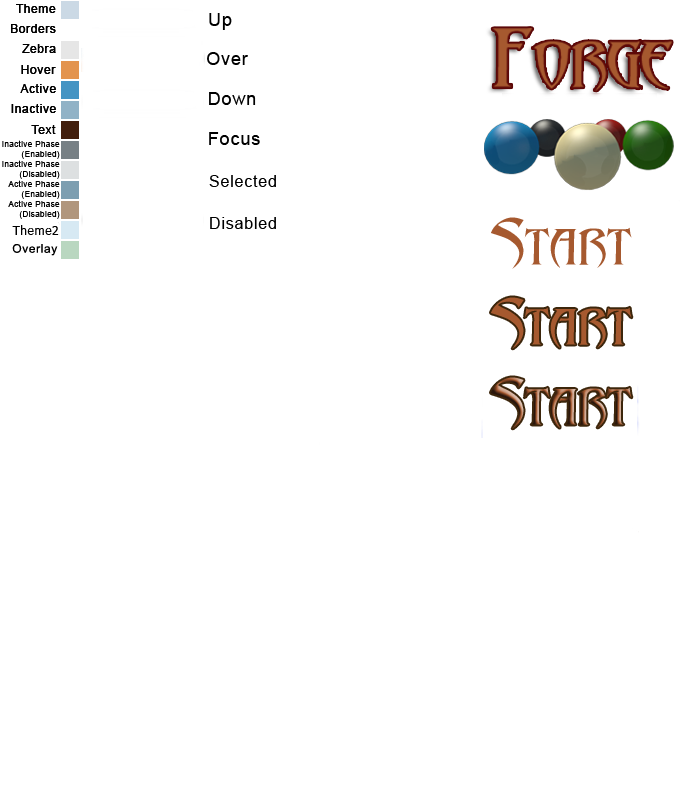 Theme
Borders
Zebra
Hover
Active
Inactive
Text
Inactive Phase
(Enabled)
Inactive Phase
(Disabled)
Active Phase
(Enabled)
Active Phase
(Disabled)
Theme2
Overlay
Up
Over
Down
Focus
Selected
Disabled
FORGE
START
START
START